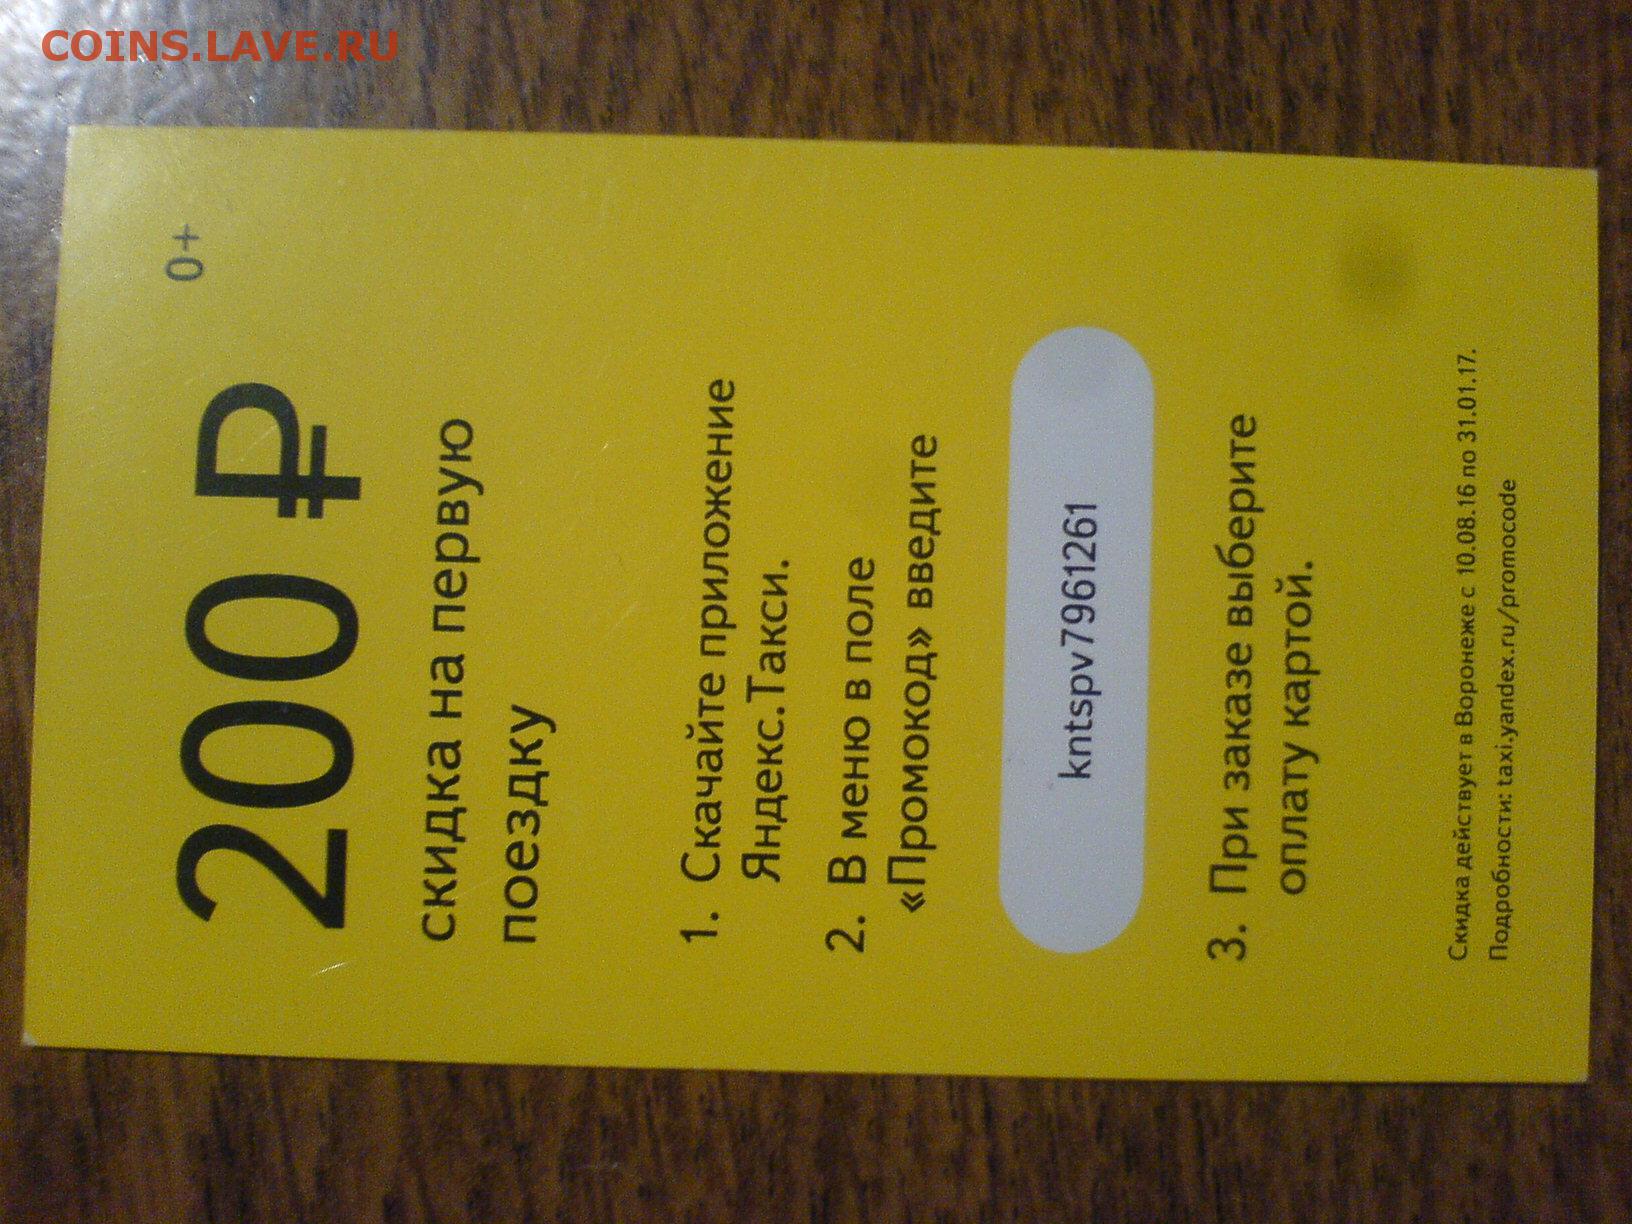 COINS.LAVE.RU
0+
200 ₽
скидка на первую
поездку
1. Скачайте приложение
Яндекс.Такси.
2. В меню в поле
«Промокод» введите
kntspv7961261
3. При заказе выберите
оплату картой.
Скидка действует в Воронеже с 10.08.16 по 31.01.17.
Подробности: taxi.yandex.ru/promocode